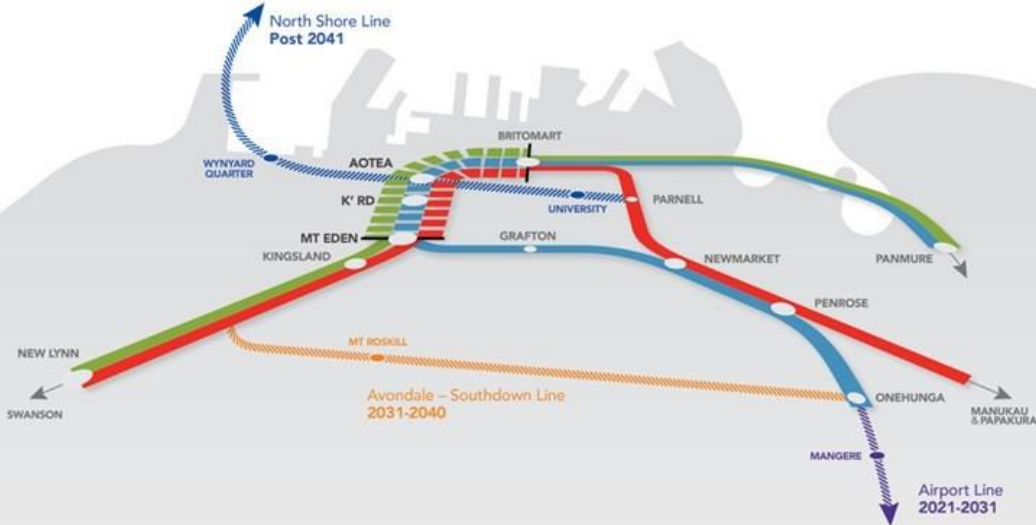 North Shore Line
Post 2041
BRITOMART
AOTEA
WYNYARD
QUARTER
K' RD
UNIVERSITY
PARNELL
MT EDEN
GRAFTON
KINGSLAND
NEWMARKET
PANMURE
PENROSE
MT ROSKILL
NEW LYNN
Avondale – Southdown Line
2031-2040
ONEHUNGA
SWANSON
MANUKAU
& PAPAKURA
MANGERE
Airport Line
2021-2031